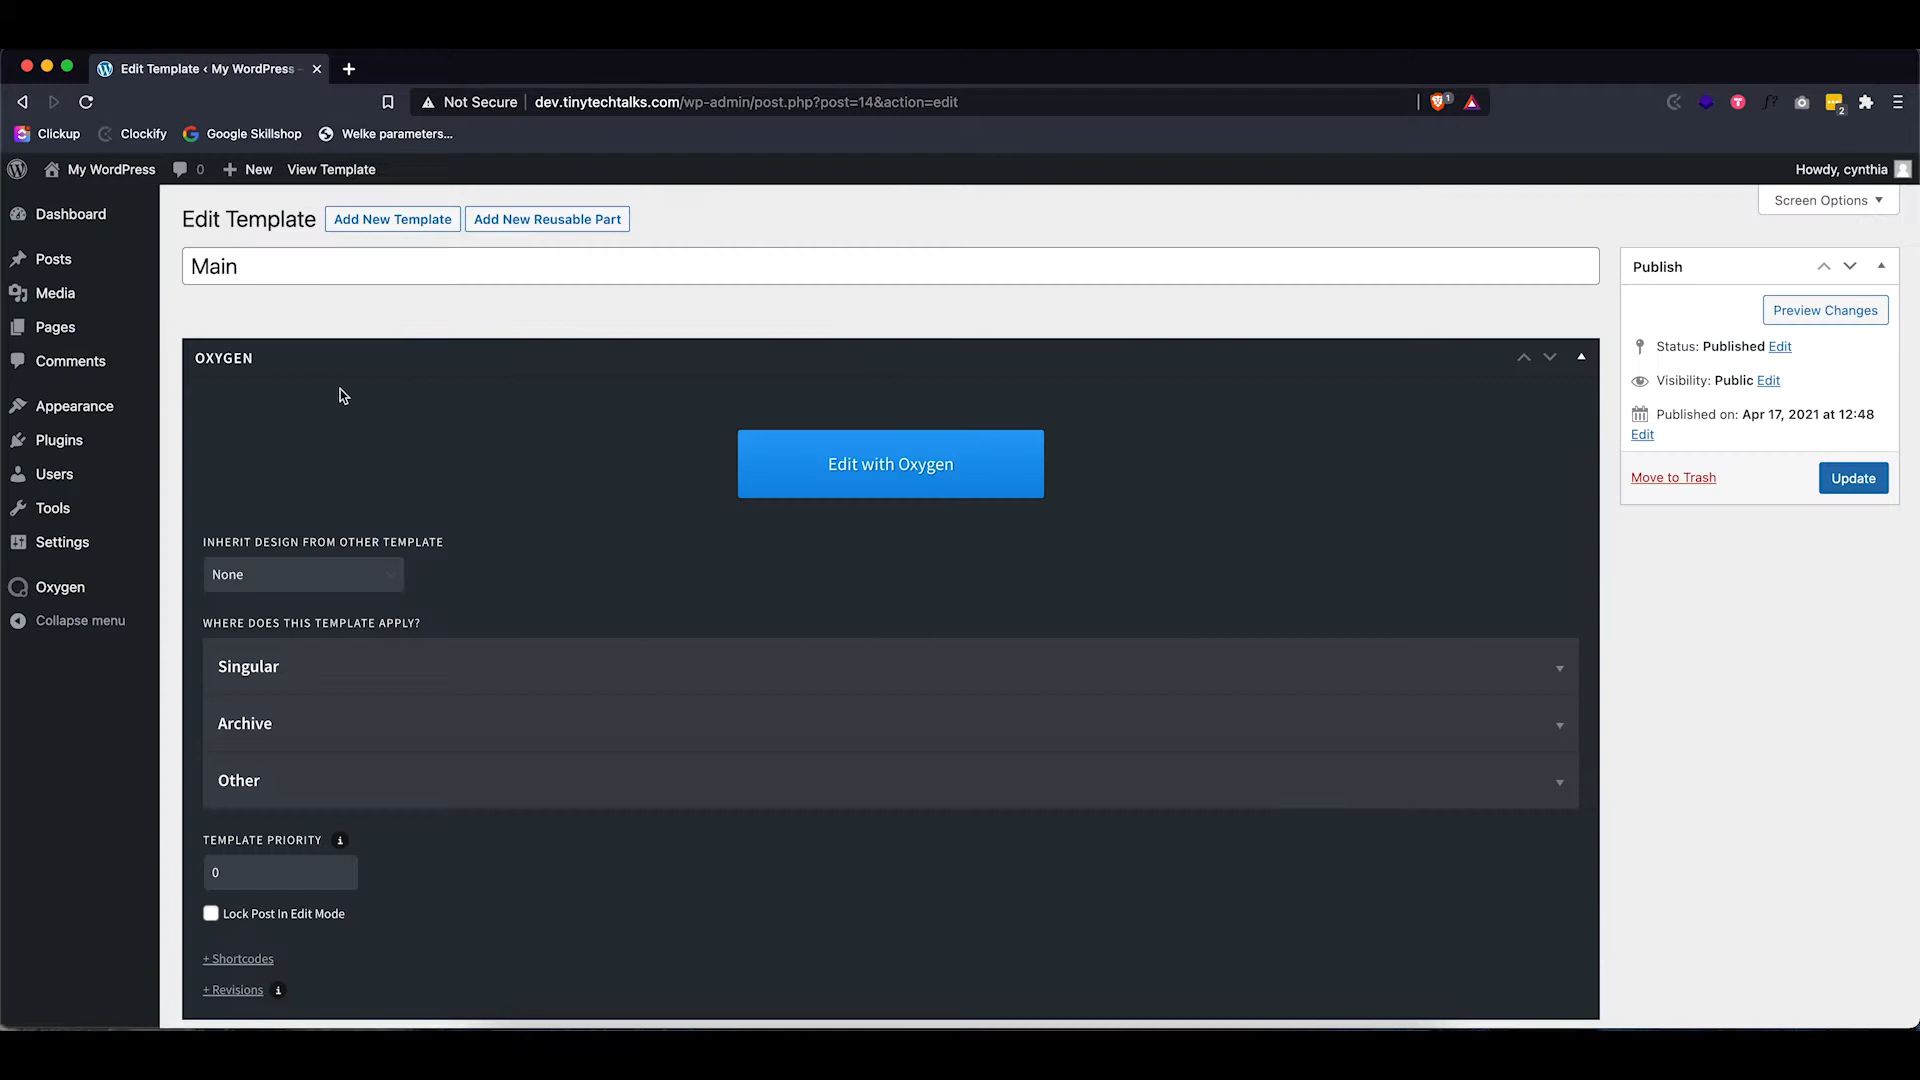 Edit Template ‹ My WordPress -
Not Secure | dev.tinytechtalks.com/wp-admin/post.php?post=14&action=edit
1
2
Clickup Clockify Google Skillshop Welke parameters...
My WordPress 0 New View Template Howdy, cynthia
Screen Options
Dashboard
Posts
Media
Pages
Comments
Appearance
Plugins
Users
Tools
Settings
Oxygen
Collapse menu
Edit Template Add New Template Add New Reusable Part
Main
OXYGEN
Edit with Oxygen
INHERIT DESIGN FROM OTHER TEMPLATE
None
WHERE DOES THIS TEMPLATE APPLY?
Singular
Archive
Other
TEMPLATE PRIORITY i
0
Lock Post In Edit Mode
+ Shortcodes
+ Revisions i
Publish
Preview Changes
Status: Published Edit
Visibility: Public Edit
Published on: Apr 17, 2021 at 12:48
Edit
Move to Trash Update